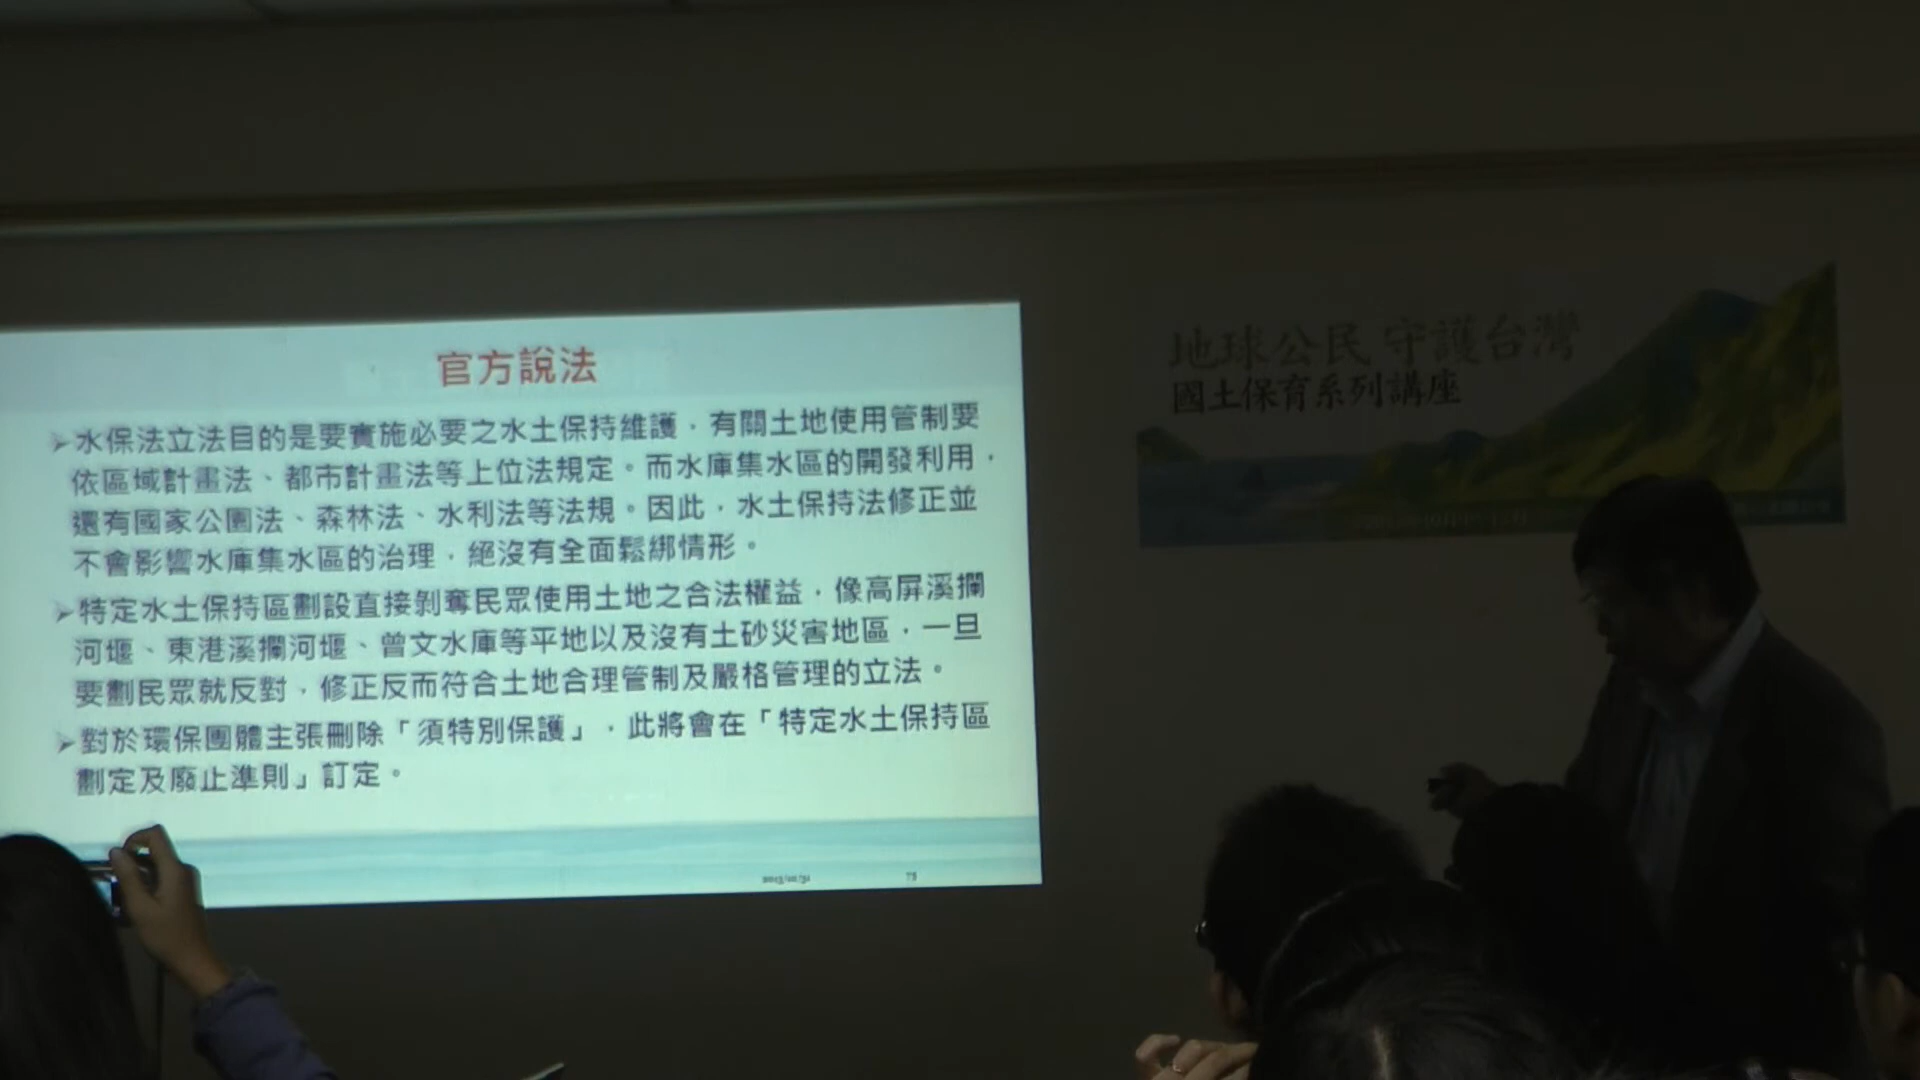 官方說法
➢水保法立法目的是要實施必要之水土保持維護，有關土地使用管制要
依區域計畫法、都市計畫法等上位法規定。而水庫集水區的開發利用，
還有國家公園法、森林法、水利法等法規。因此，水土保持法修正並
不會影響水庫集水區的治理，絕沒有全面鬆綁情形。
➢特定水土保持區劃設直接剝奪民眾使用土地之合法權益，像高屏溪攔
河堰、東港溪攔河堰、曾文水庫等平地以及沒有土砂災害地區，一旦
要劃民眾就反對，修正反而符合土地合理管制及嚴格管理的立法。
➢對於環保團體主張刪除「須特別保護」，此將會在「特定水土保持區
劃定及廢止準則」訂定。
地球公民 守護台灣
國土保育系列講座